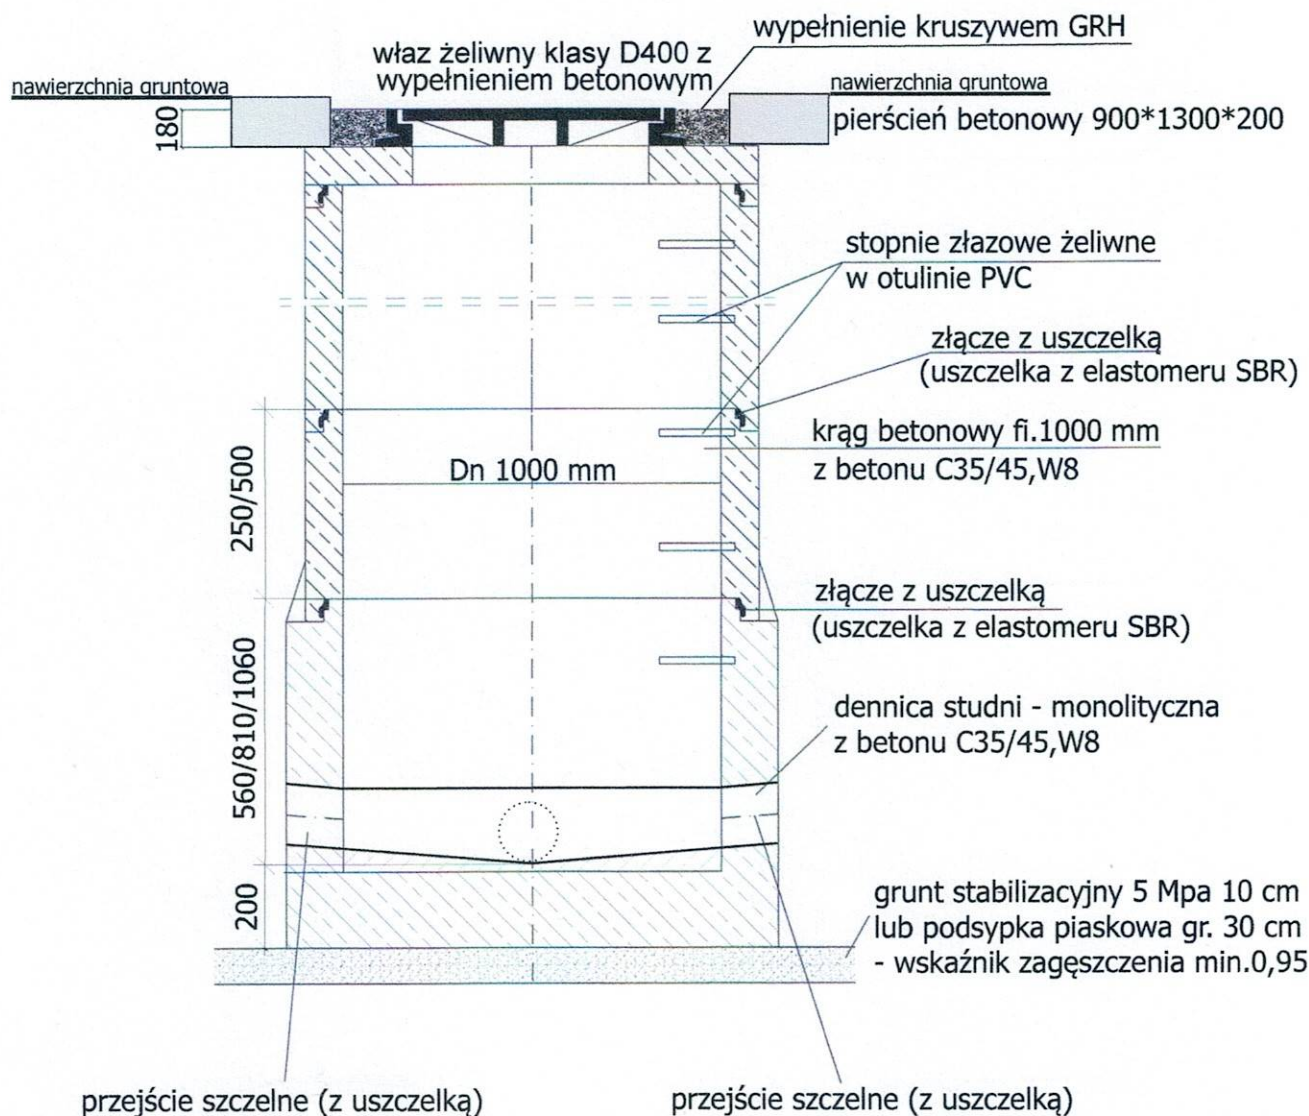 wypełnienie kruszywem GRH
właz żeliwny klasy D400 z
wypełnieniem betonowym
nawierzchnia gruntowa
nawierzchnia gruntowa
180
pierścień betonowy 900*1300*200
stopnie złazowe żeliwne
w otulinie PVC
złącze z uszczelką
(uszczelka z elastomeru SBR)
krąg betonowy fi.1000 mm
z betonu C35/45,W8
Dn 1000 mm
250/500
złącze z uszczelką
(uszczelka z elastomeru SBR)
560/810/1060
dennica studni - monolityczna
z betonu C35/45,W8
200
grunt stabilizacyjny 5 Mpa 10 cm
lub podsypka piaskowa gr. 30 cm
- wskaźnik zagęszczenia min.0,95
przejście szczelne (z uszczelką)
przejście szczelne (z uszczelką)